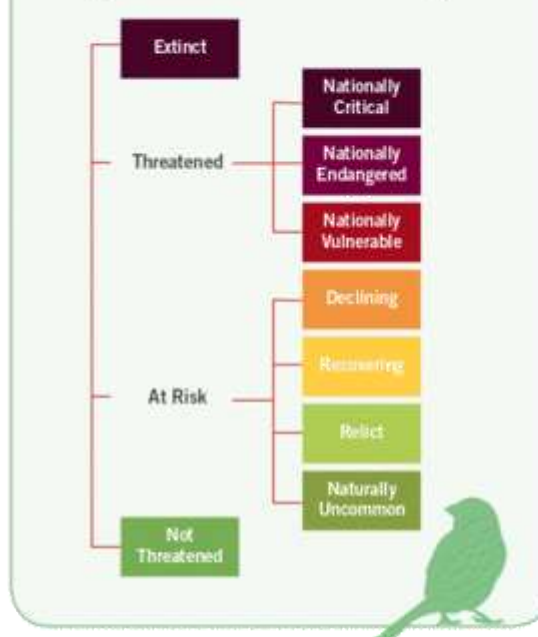 Extinct
Threatened
Nationally
Critical
Nationally
Endangered
Nationally
Vulnerable
At Risk
Declining
Recovering
Relict
Naturally
Uncommon
Not
Threatened